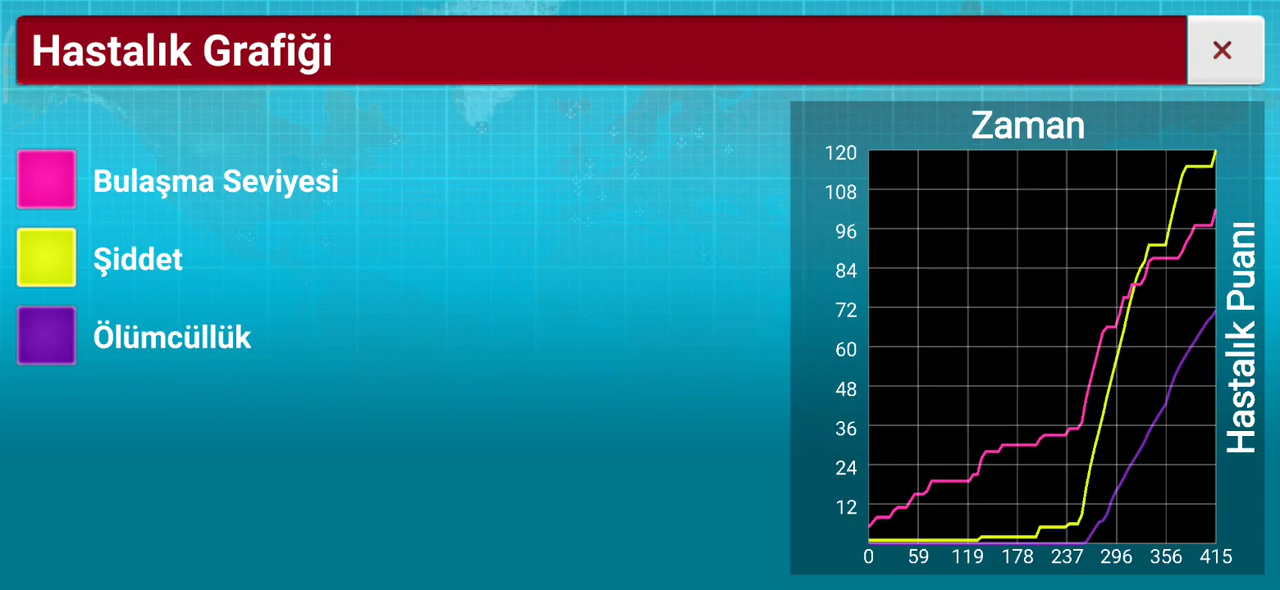 Hastalık Grafiği
×
Bulaşma Seviyesi
Şiddet
Ölümcüllük
Zaman
120
108
96
84
72
60
48
36
24
12
0 59 119 178 237 296 356 415
Hastalık Puanı